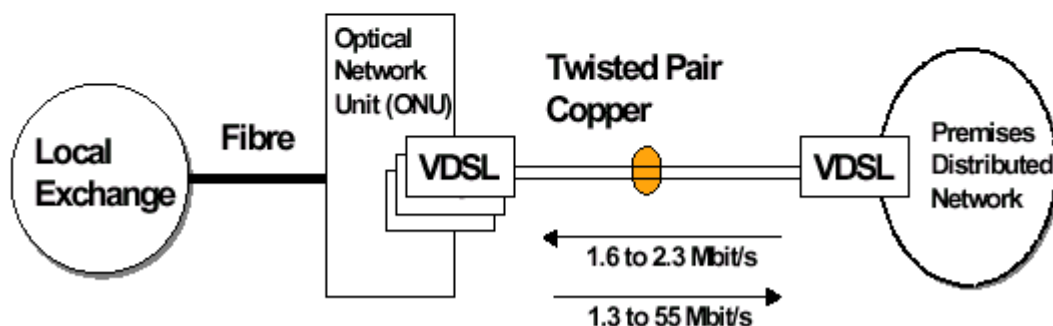 Local
Exchange
Fibre
Optical
Network
Unit (ONU)
VDSL
Twisted Pair
Copper
VDSL
Premises
Distributed
Network
1.6 to 2.3 Mbit/s
1.3 to 55 Mbit/s